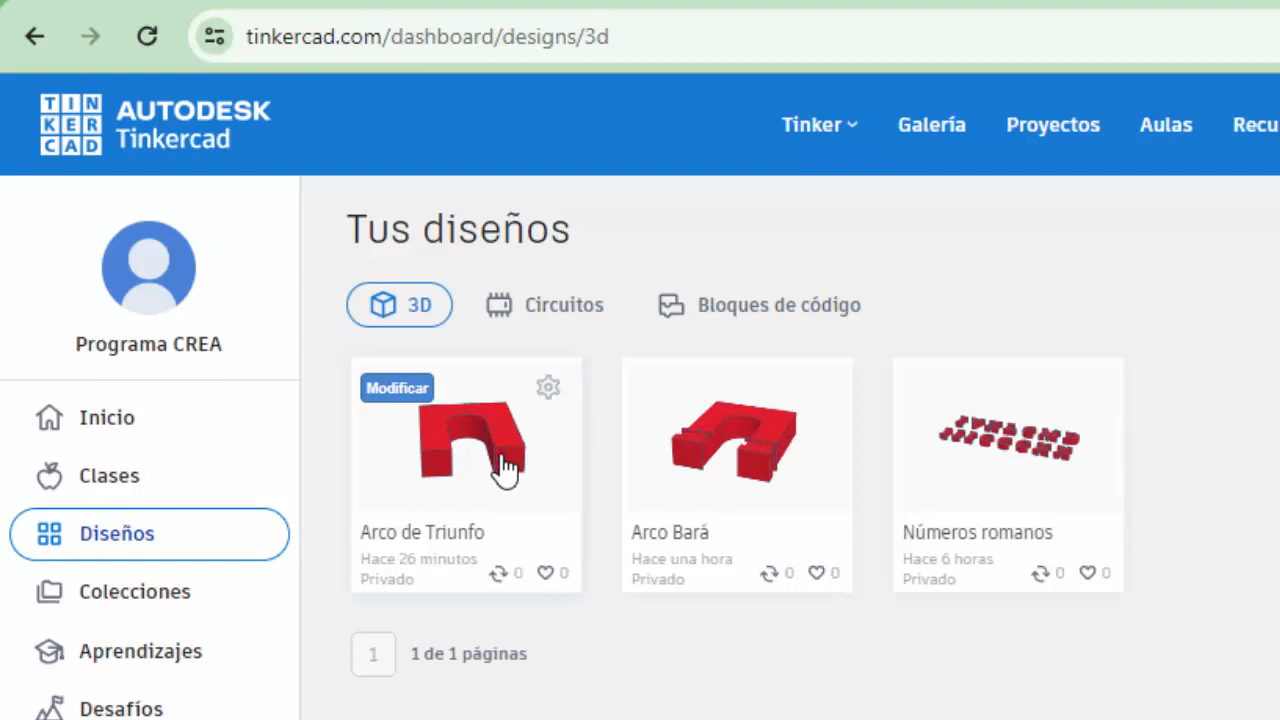 tinkercad.com/dashboard/designs/3d
TIN
KER
CAD
AUTODESK
Tinkercad
Tinker
Galería
Proyectos
Aulas
Recu
Programa CREA
Inicio
Clases
Diseños
Colecciones
Aprendizajes
Desafíos
Tus diseños
3D
Circuitos
Bloques de código
Modificar
Arco de Triunfo
Hace 26 minutos
Privado
0
0
Arco Bará
Hace una hora
Privado
0
0
Números romanos
Hace 6 horas
Privado
0
0
1
1 de 1 páginas